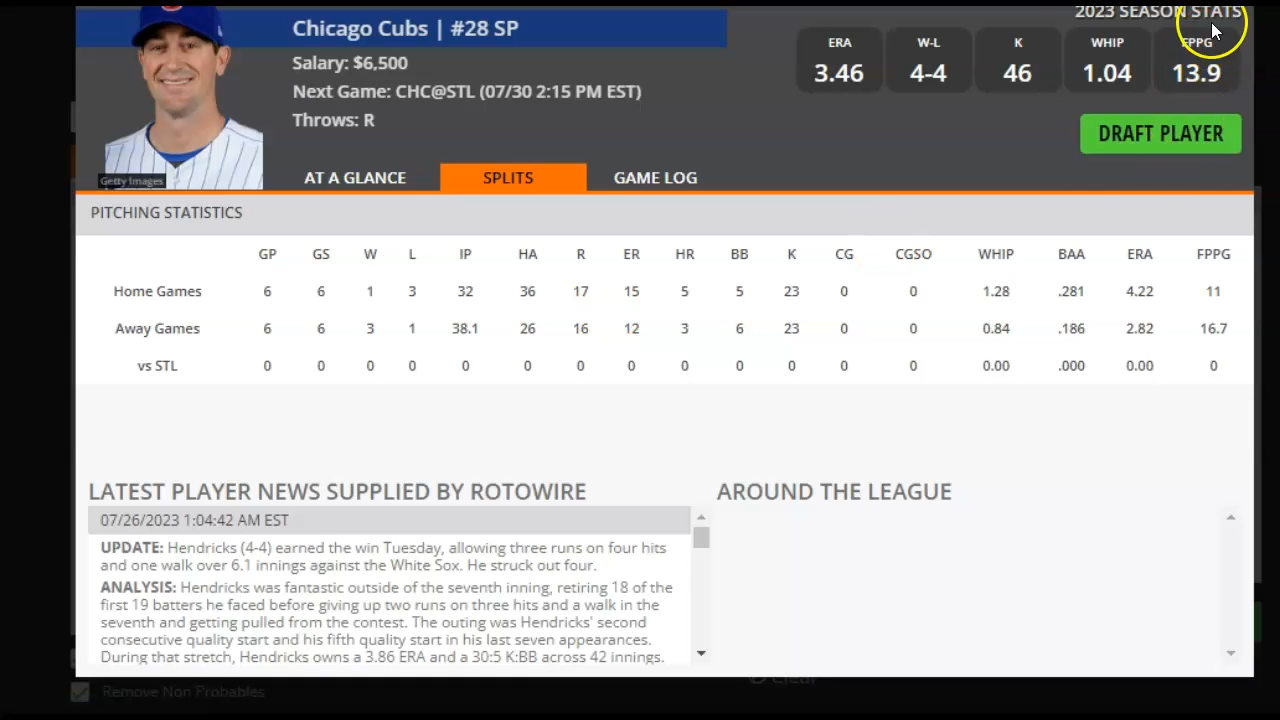 2023 SEASON STATS
Chicago Cubs | #28 SP
Salary: $6,500
Next Game: CHC@STL (07/30 2:15 PM EST)
Throws: R
ERA W-L K WHIP FPPG
3.46 4-4 46 1.04 13.9
DRAFT PLAYER
Getty Images
AT A GLANCE SPLITS GAME LOG
PITCHING STATISTICS
GP GS W L IP HA R ER HR BB K CG CGSO WHIP BAA ERA FPPG
Home Games 6 6 1 3 32 36 17 15 5 5 23 0 0 1.28 .281 4.22 11
Away Games 6 6 3 1 38.1 26 16 12 3 6 23 0 0 0.84 .186 2.82 16.7
vs STL 0 0 0 0 0 0 0 0 0 0 0 0 0 0.00 .000 0.00 0
LATEST PLAYER NEWS SUPPLIED BY ROTOWIRE
07/26/2023 1:04:42 AM EST
UPDATE: Hendricks (4-4) earned the win Tuesday, allowing three runs on four hits
and one walk over 6.1 innings against the White Sox. He struck out four.
ANALYSIS: Hendricks was fantastic outside of the seventh inning, retiring 18 of the
first 19 batters he faced before giving up two runs on three hits and a walk in the
seventh and getting pulled from the contest. The outing was Hendricks' second
consecutive quality start and his fifth quality start in his last seven appearances.
During that stretch, Hendricks owns a 3.86 ERA and a 30:5 K:BB across 42 innings.
AROUND THE LEAGUE
Remove Non Probables
Clear